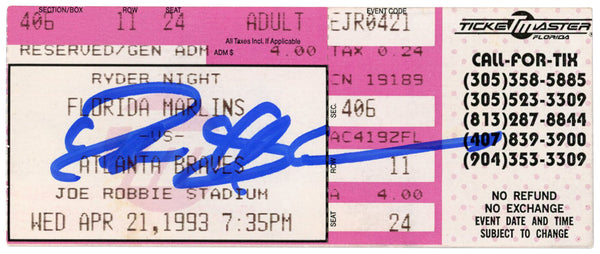 SECTION/BOX ROW SEAT EVENT CODE
406 11 24 ADULT EJR0421
All Taxes Incl. If Applicable
RESERVED/GEN ADM ADM $ 4.00 TAX 0.24
RYDER NIGHT
FLORIDA MARLINS
-VS-
ATLANTA BRAVES
JOE ROBBIE STADIUM
WED APR 21,1993 7:35PM
CN 19189
SEC. 406
AC4192FL
ROW 11
A 4.00
SEAT 24
TICKETMASTER
FLORIDA
CALL-FOR-TIX
(305)358-5885
(305)523-3309
(813)287-8844
(407)839-3900
(904)353-3309
NO REFUND
NO EXCHANGE
EVENT DATE AND TIME
SUBJECT TO CHANGE